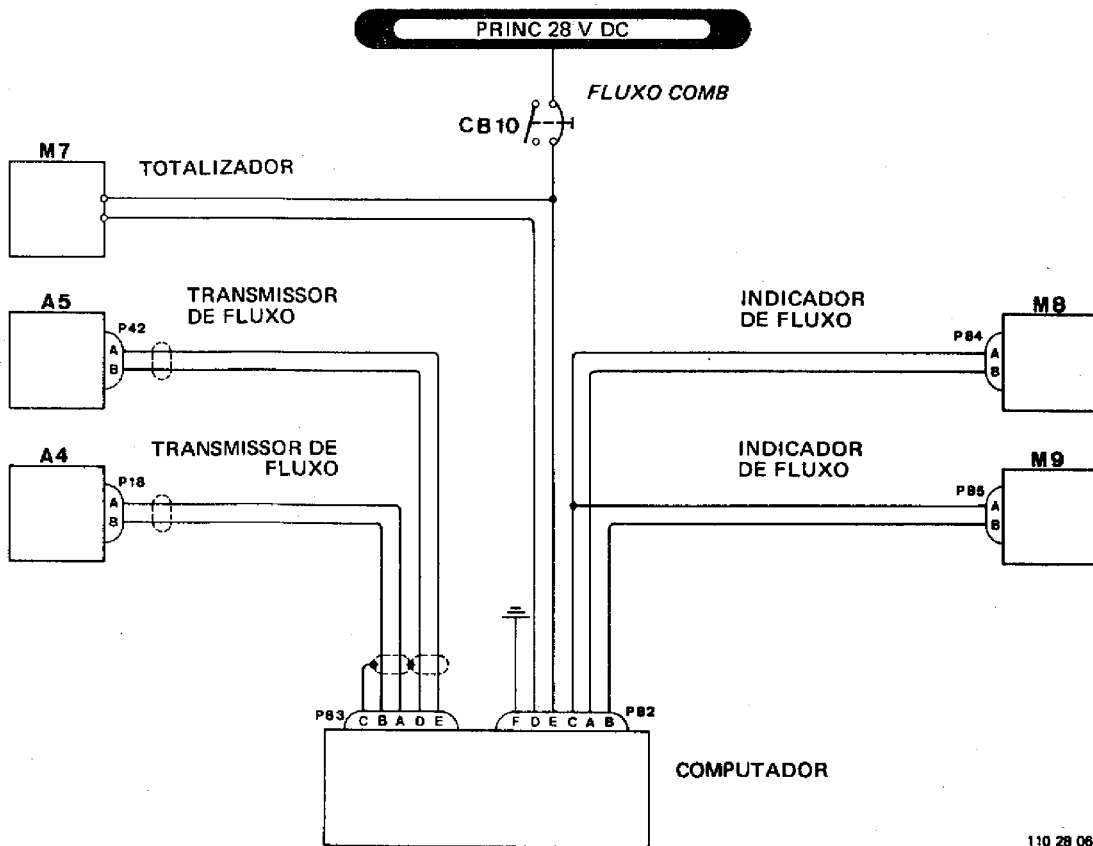 PRINC 28 V DC
FLUXO COMB
CB10
M7
TOTALIZADOR
A5
TRANSMISSOR
DE FLUXO
P42
A
B
INDICADOR
DE FLUXO
M8
P84
A
B
A4
TRANSMISSOR DE
FLUXO
P18
A
B
INDICADOR
DE FLUXO
M9
P85
A
B
P83 C B A D E
F D E C A B P82
COMPUTADOR
110 28 06